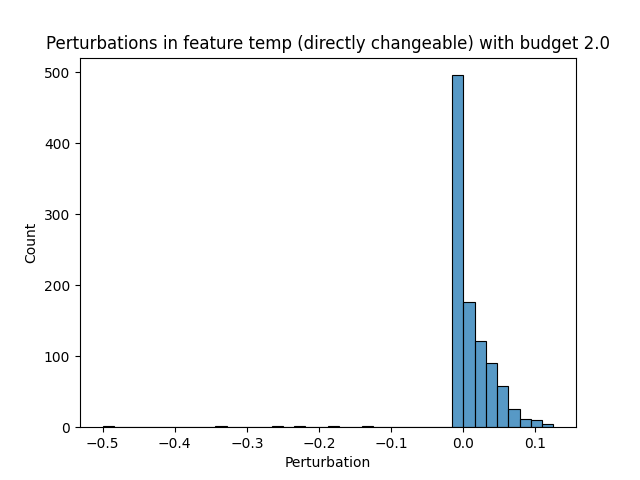 Perturbations in feature temp (directly changeable) with budget 2.0
500
400
300
200
100
0
Count
−0.5 −0.4 −0.3 −0.2 −0.1 0.0 0.1
Perturbation